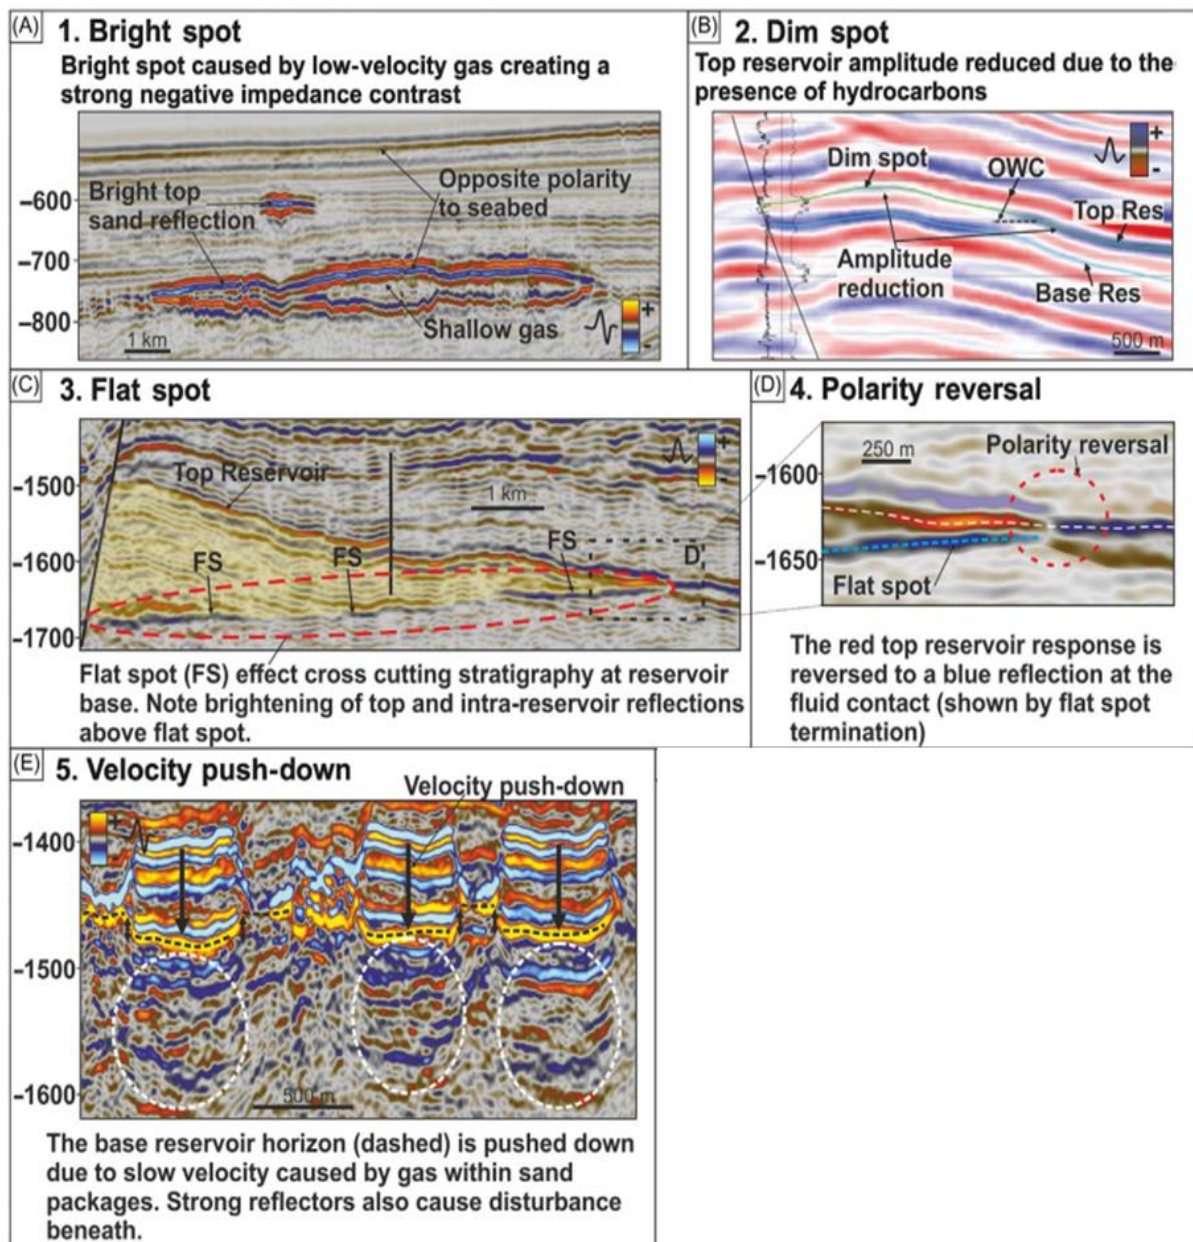 (A) 1. Bright spot
Bright spot caused by low-velocity gas creating a
strong negative impedance contrast
Bright top
sand reflection
Opposite polarity
to seabed
Shallow gas
-600
-700
-800
1 km
+
-
(B) 2. Dim spot
Top reservoir amplitude reduced due to the
presence of hydrocarbons
Dim spot
OWC
Top Res
Amplitude
reduction
Base Res
500 m
+
-
(C) 3. Flat spot
Top Reservoir
1 km
FS
FS
FS
D
-1500
-1600
-1700
+
-
Flat spot (FS) effect cross cutting stratigraphy at reservoir
base. Note brightening of top and intra-reservoir reflections
above flat spot.
(D) 4. Polarity reversal
250 m
Polarity reversal
-1600
-1650
Flat spot
The red top reservoir response is
reversed to a blue reflection at the
fluid contact (shown by flat spot
termination)
(E) 5. Velocity push-down
Velocity push-down
+
-
-1400
-1500
-1600
500 m
The base reservoir horizon (dashed) is pushed down
due to slow velocity caused by gas within sand
packages. Strong reflectors also cause disturbance
beneath.